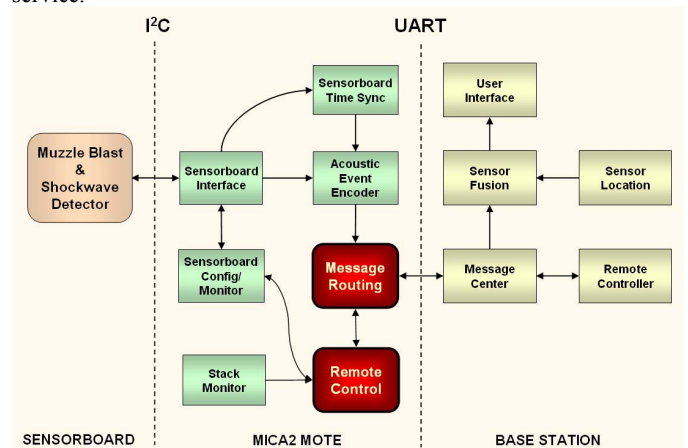 service.
I²C
UART
Sensorboard
Time Sync
User
Interface
Muzzle Blast
&
Shockwave
Detector
Sensorboard
Interface
Acoustic
Event
Encoder
Sensor
Fusion
Sensor
Location
Sensorboard
Config/
Monitor
Message
Routing
Message
Center
Remote
Controller
Stack
Monitor
Remote
Control
SENSORBOARD
MICA2 MOTE
BASE STATION